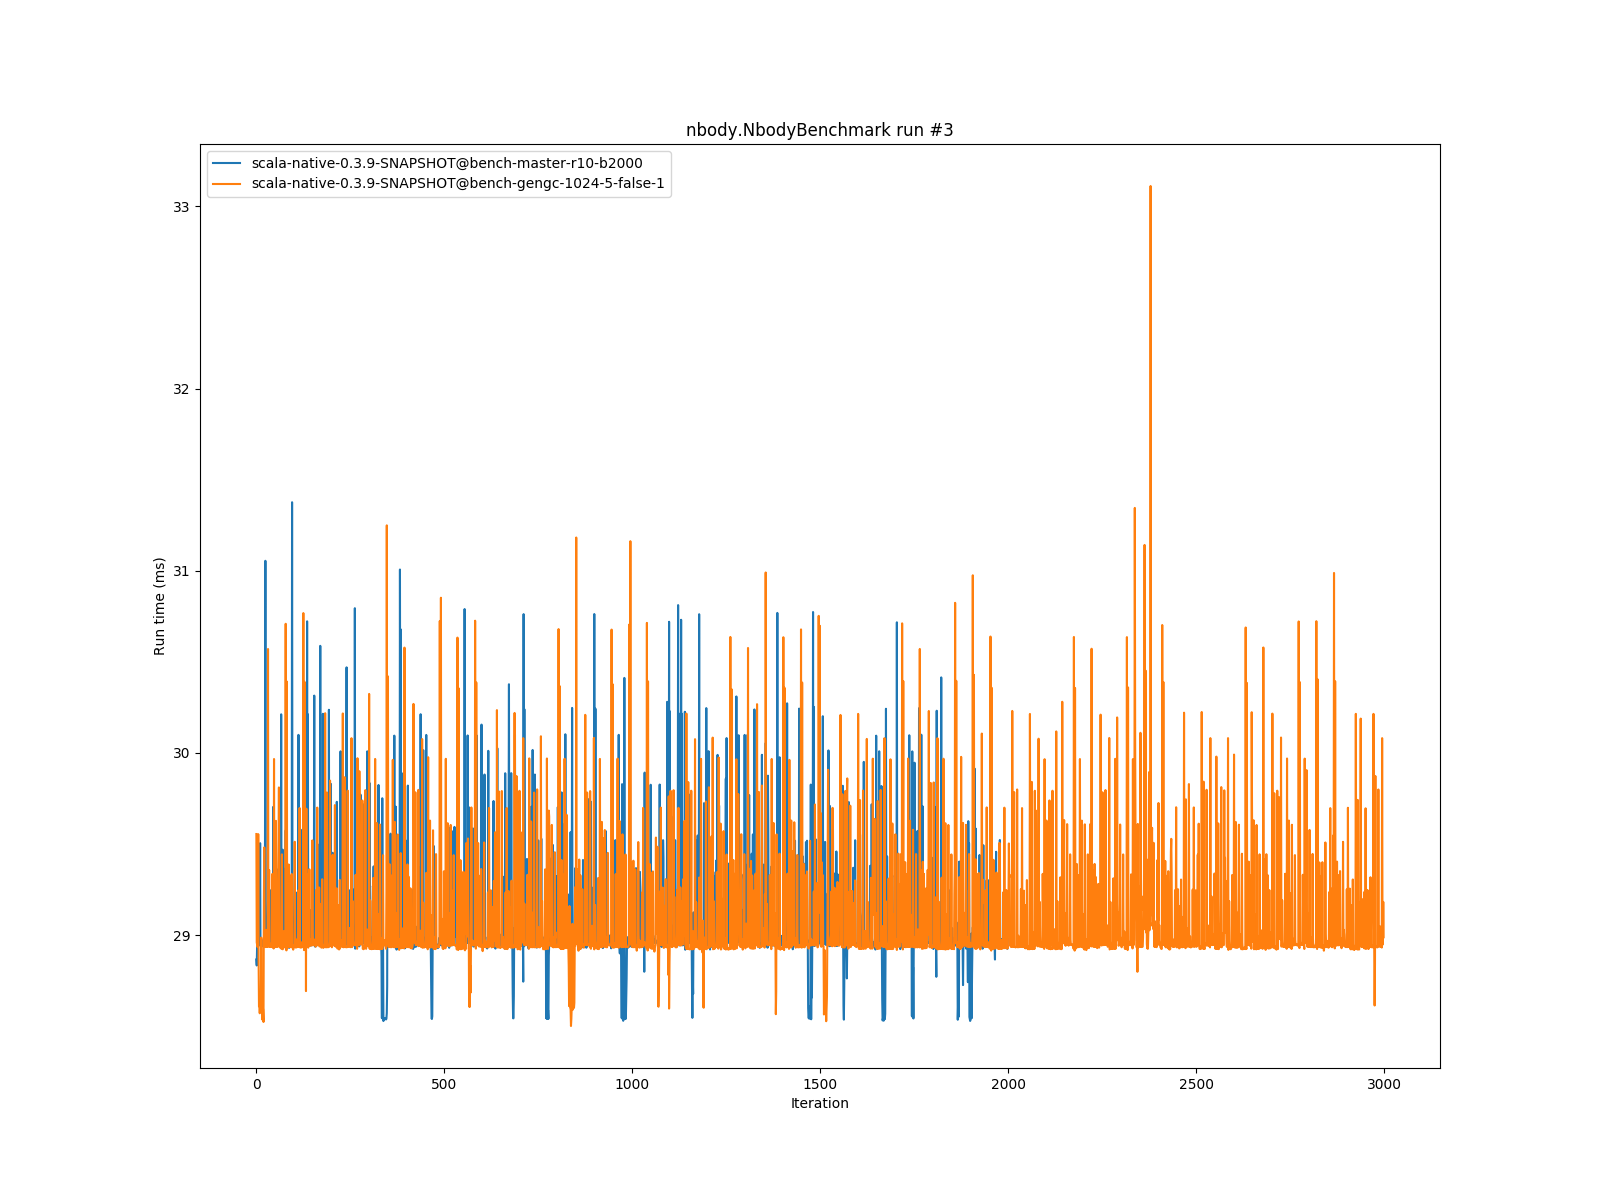 nbody.NbodyBenchmark run #3
scala-native-0.3.9-SNAPSHOT@bench-master-r10-b2000
scala-native-0.3.9-SNAPSHOT@bench-gengc-1024-5-false-1
33
32
31
30
29
Run time (ms)
0 500 1000 1500 2000 2500 3000
Iteration